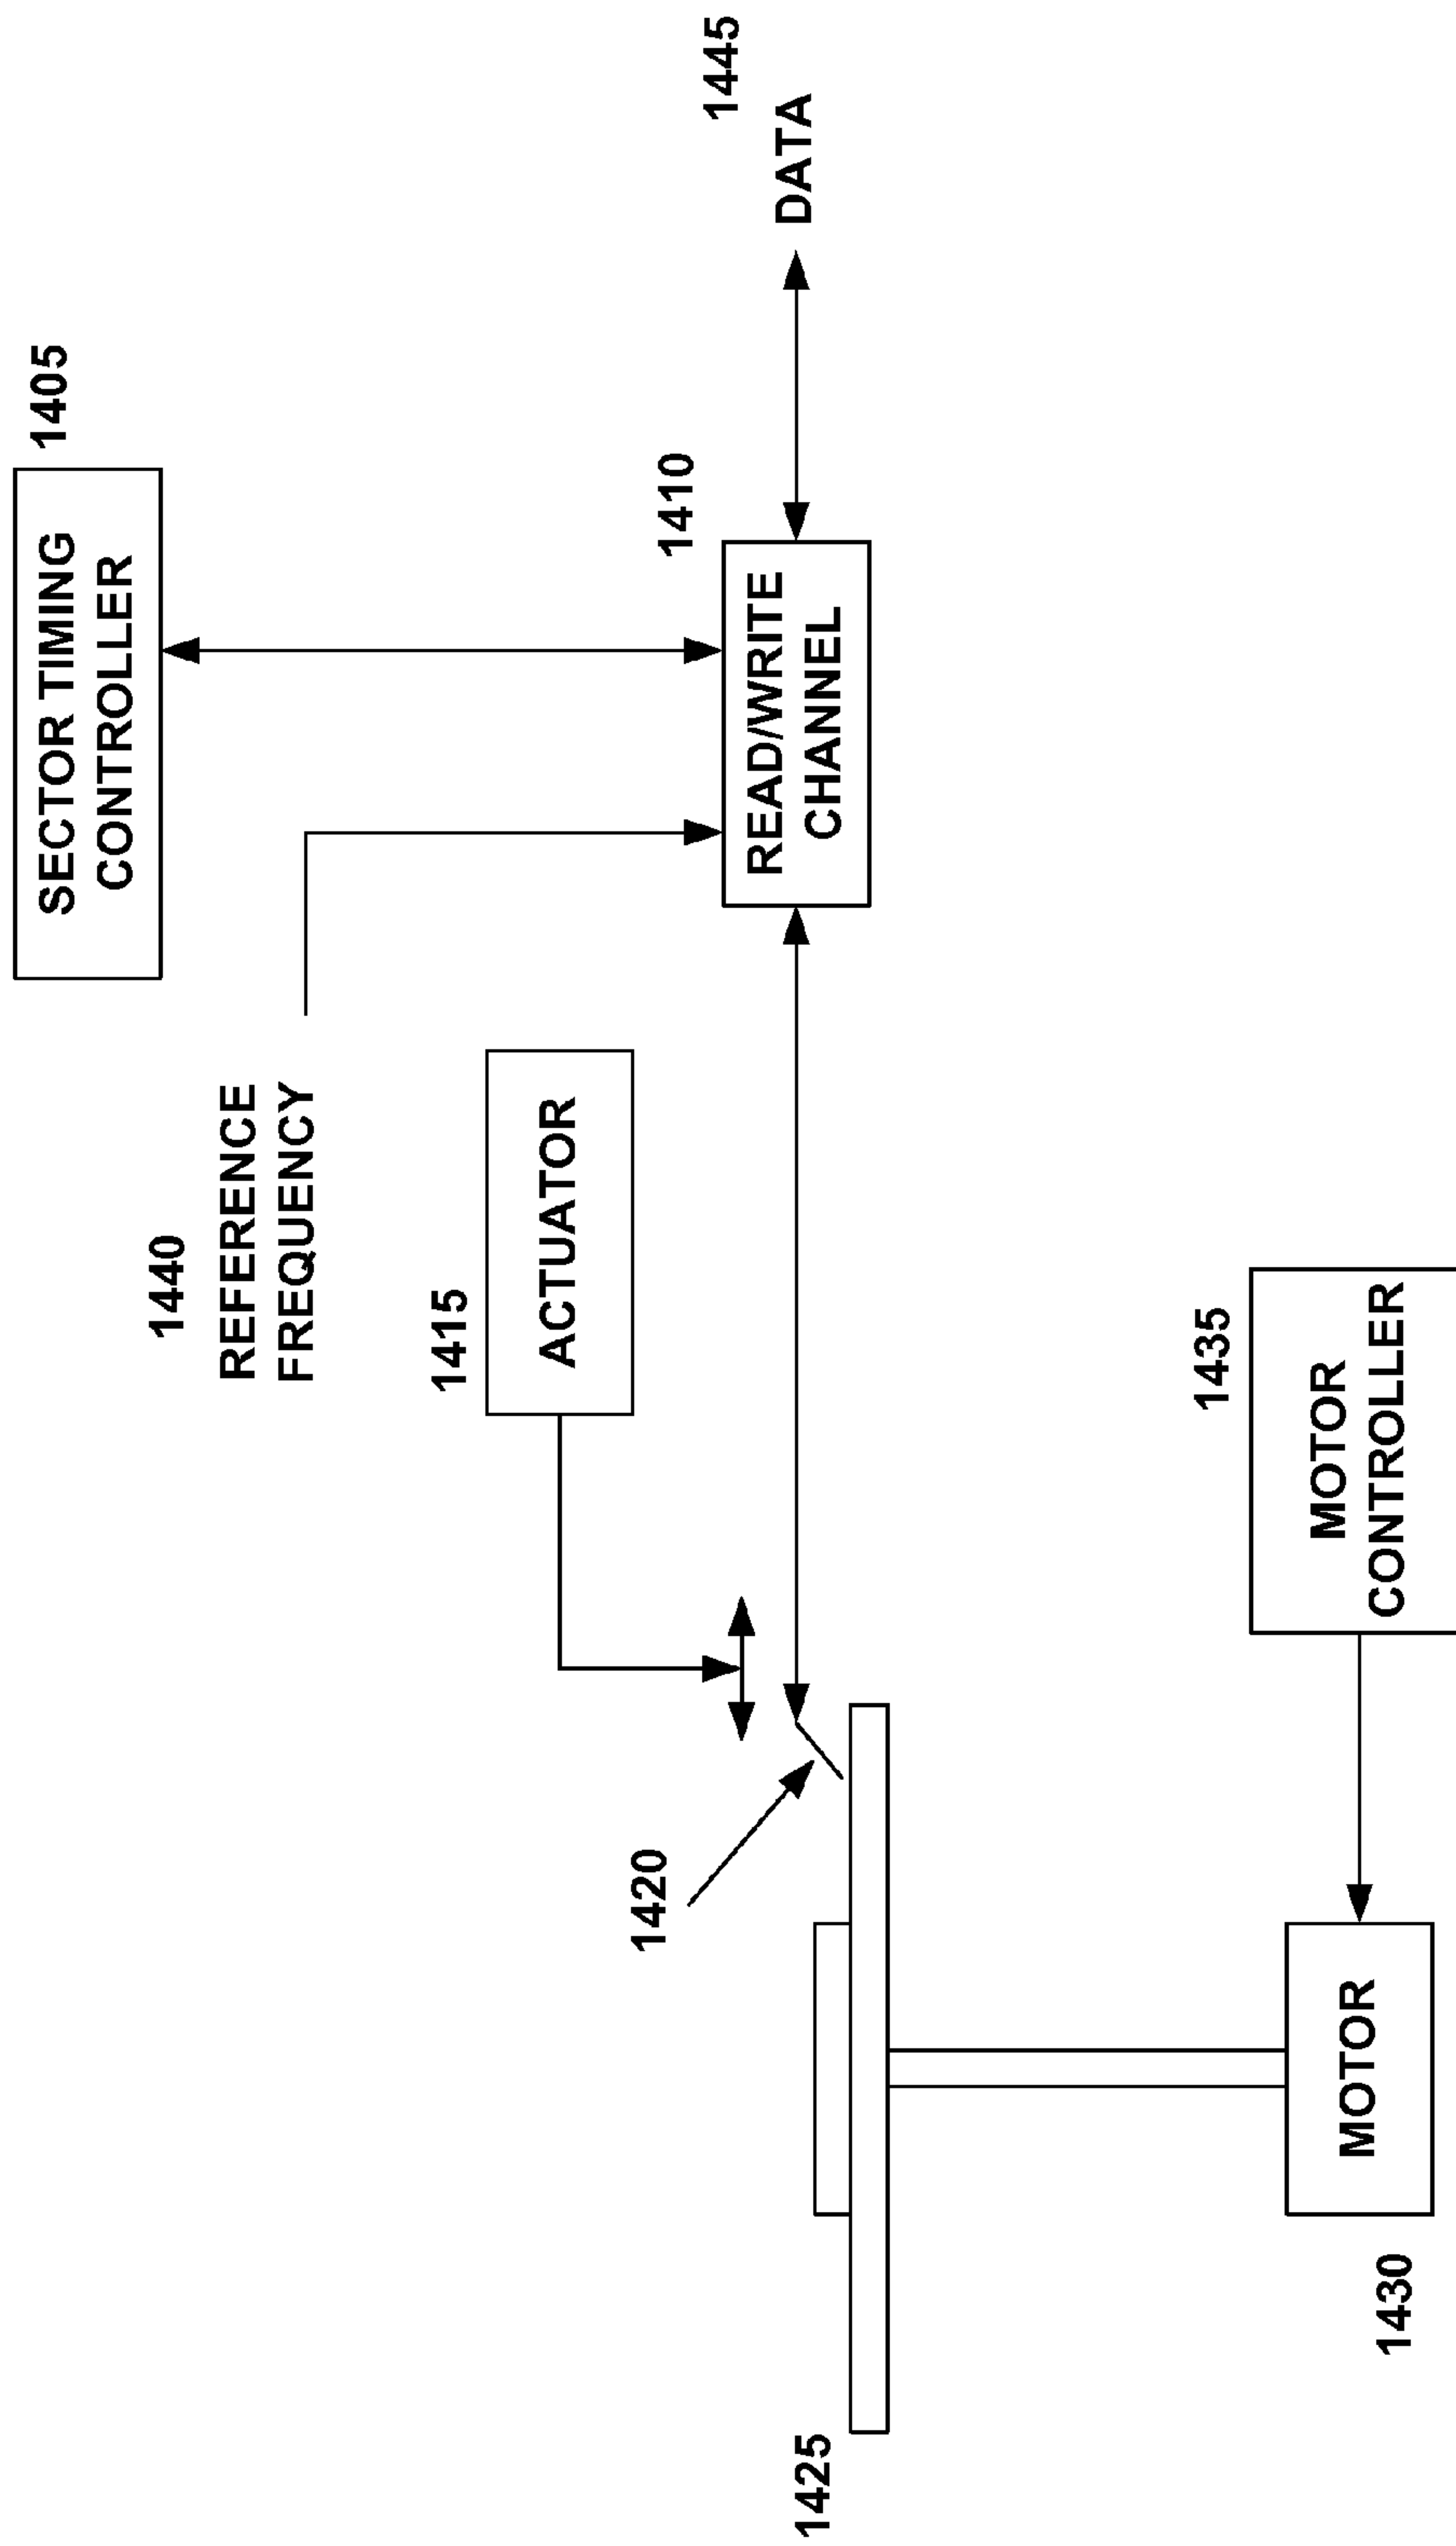 1405
SECTOR TIMING
CONTROLLER
1440
REFERENCE
FREQUENCY
1415
ACTUATOR
1410
READ/WRITE
CHANNEL
1445
DATA
1420
1425
1435
MOTOR
CONTROLLER
MOTOR
1430